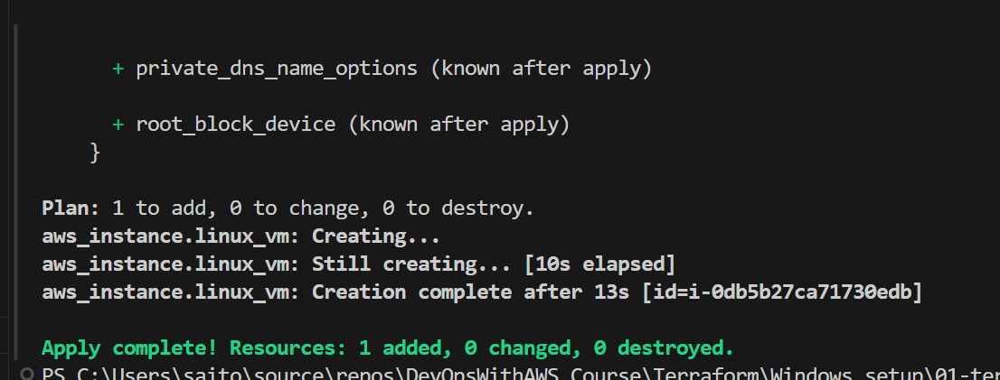 + private_dns_name_options (known after apply)
+ root_block_device (known after apply)
}
Plan: 1 to add, 0 to change, 0 to destroy.
aws_instance.linux_vm: Creating...
aws_instance.linux_vm: Still creating... [10s elapsed]
aws_instance.linux_vm: Creation complete after 13s [id=i-0db5b27ca71730edb]
Apply complete! Resources: 1 added, 0 changed, 0 destroyed.
PS C:\Users\saito\source\repos\DevOpsWithAWS_Course\Terraform\Windows_setup\01-ter